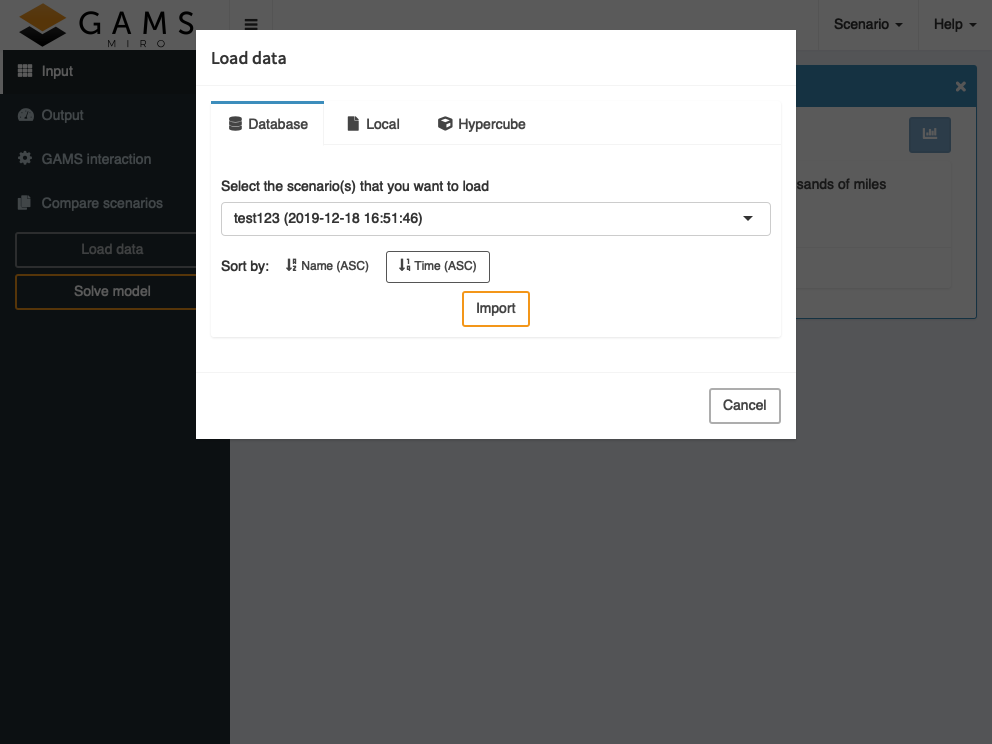 GAMS
MIRO
Scenario
Help
Input
Output
GAMS interaction
Compare scenarios
Load data
Solve model
Load data
Database
Local
Hypercube
Select the scenario(s) that you want to load
test123 (2019-12-18 16:51:46)
Sort by:
Name (ASC)
Time (ASC)
Import
Cancel
sands of miles